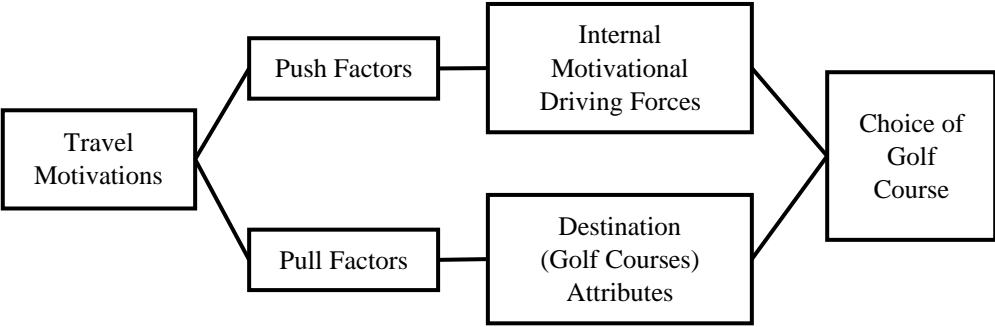 Travel
Motivations
Push Factors
Internal
Motivational
Driving Forces
Pull Factors
Destination
(Golf Courses)
Attributes
Choice of
Golf
Course